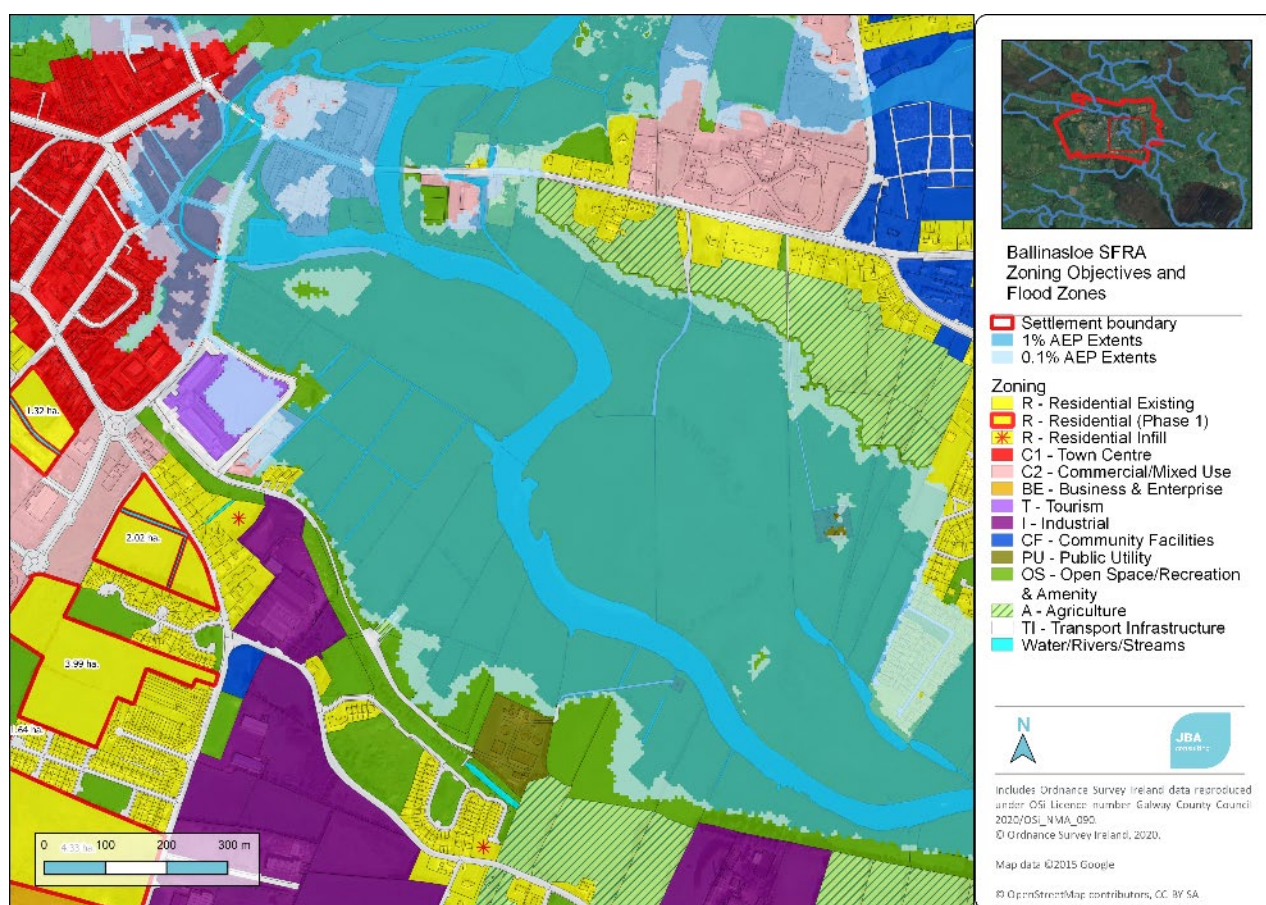 1.32 ha.
2.02 ha.
3.99 ha.
1.64 ha.
0 100 200 300 m
4.33 ha.
Ballinasloe SFRA
Zoning Objectives and
Flood Zones
Settlement boundary
1% AEP Extents
0.1% AEP Extents
Zoning
R - Residential Existing
R - Residential (Phase 1)
R - Residential Infill
C1 - Town Centre
C2 - Commercial/Mixed Use
BE - Business & Enterprise
T - Tourism
I - Industrial
CF - Community Facilities
PU - Public Utility
OS - Open Space/Recreation
& Amenity
A - Agriculture
TI - Transport Infrastructure
Water/Rivers/Streams
N
JBA
consulting
Includes Ordnance Survey Ireland data reproduced
under OSi Licence number Galway County Council
2020/OSi_NMA_090.
© Ordnance Survey Ireland, 2020.
Map data ©2015 Google
© OpenStreetMap contributors, CC BY SA